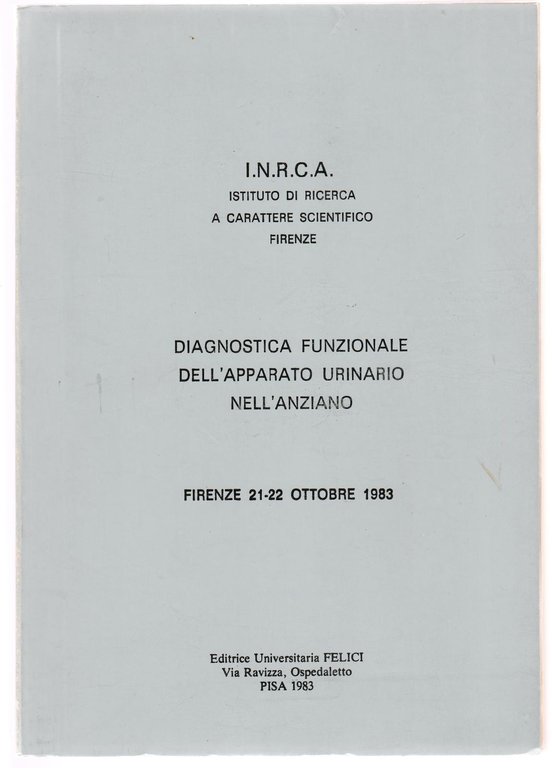 I.N.R.C.A.
ISTITUTO DI RICERCA
A CARATTERE SCIENTIFICO
FIRENZE
DIAGNOSTICA FUNZIONALE
DELL'APPARATO URINARIO
NELL'ANZIANO
FIRENZE 21-22 OTTOBRE 1983
Editrice Universitaria FELICI
Via Ravizza, Ospedaletto
PISA 1983